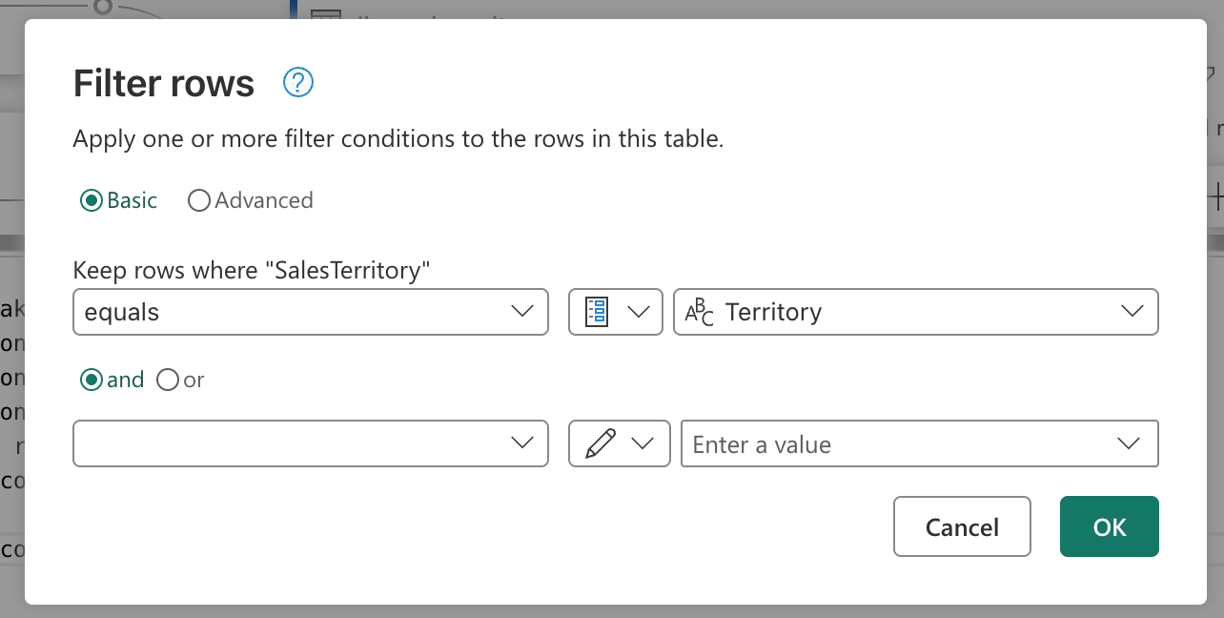 Filter rows ?
Apply one or more filter conditions to the rows in this table.
Basic Advanced
Keep rows where "SalesTerritory"
equals ABC Territory
and or
Enter a value
Cancel OK